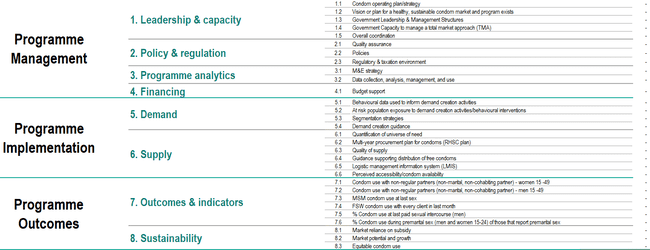 Programme Management
1. Leadership & capacity
1.1 Condom operating plan/strategy -
1.2 Vision or plan for a healthy, sustainable condom market and program exists -
1.3 Government Leadership & Management Structures -
1.4 Government Capacity to manage a total market approach (TMA) -
1.5 Overall coordination -
2. Policy & regulation
2.1 Quality assurance -
2.2 Policies -
2.3 Regulatory & taxation environment -
3. Programme analytics
3.1 M&E strategy -
3.2 Data collection, analysis, management, and use -
4. Financing
4.1 Budget support -
Programme Implementation
5. Demand
5.1 Behavioural data used to inform demand creation activities -
5.2 At risk population exposure to demand creation activities/behavioural interventions -
5.3 Segmentation strategies -
5.4 Demand creation guidance -
6. Supply
6.1 Quantification of universe of need -
6.2 Multi-year procurement plan for condoms (RHSC plan) -
6.3 Quality of supply -
6.4 Guidance supporting distribution of free condoms -
6.5 Logistic management information system (LMIS) -
6.6 Perceived accessibility/condom availability -
Programme Outcomes
7. Outcomes & indicators
7.1 Condom use with non-regular partners (non-marital, non-cohabiting partner) - women 15 -49 -
7.2 Condom use with non-regular partners (non-marital, non-cohabiting partner) - men 15 -49 -
7.3 MSM condom use at last sex -
7.4 FSW condom use with every client in last month -
7.5 % Condom use at last paid sexual intercourse (men) -
7.6 % Condom use during premarital sex (men and women 15-24) of those that report premarital sex -
8. Sustainability
8.1 Market reliance on subsidy -
8.2 Market potential and growth -
8.3 Equitable condom use -